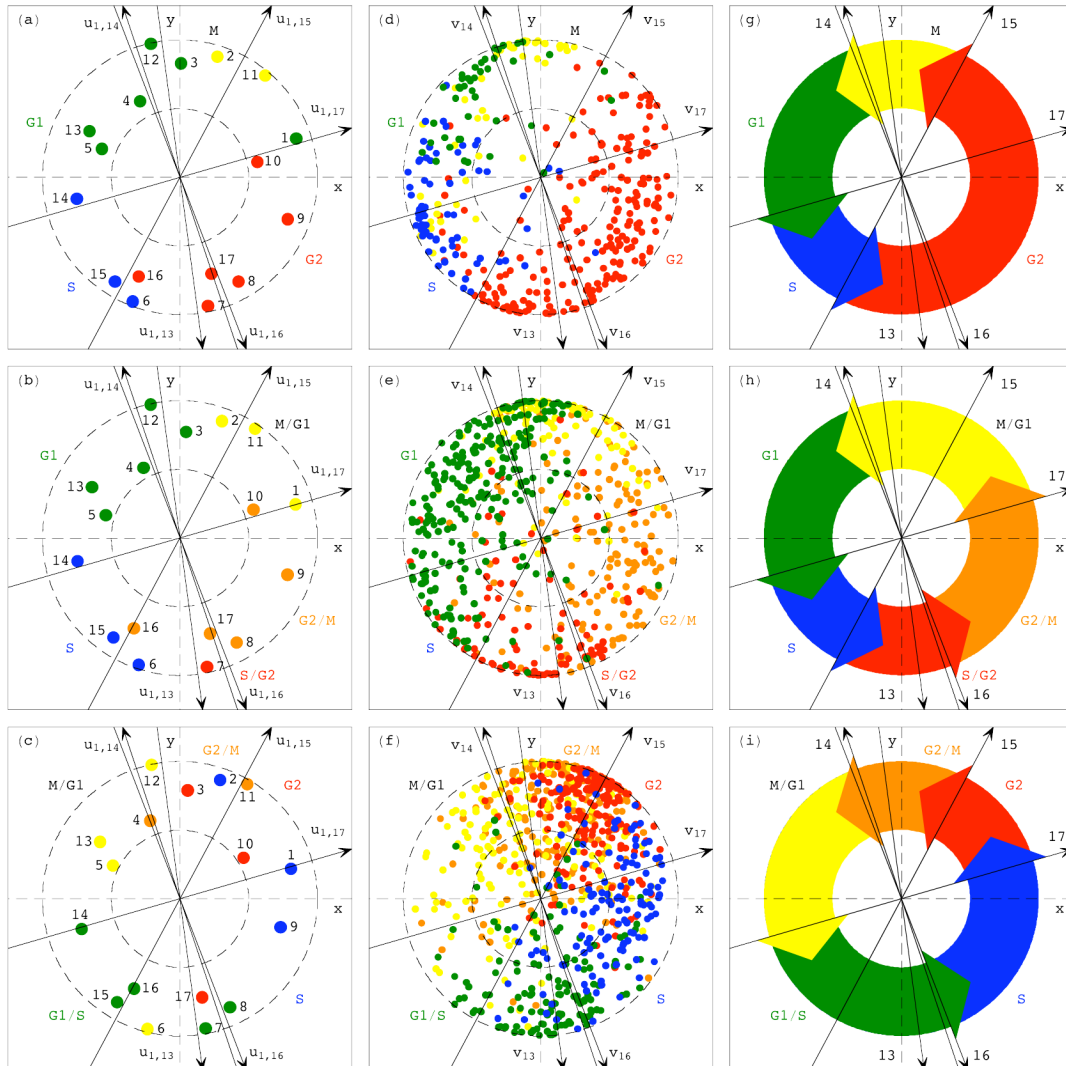 (a)
u1,14
y
M
u1,15
12
3
2
11
4
u1,17
G1
13
5
1
10
14
x
9
G2
15
16
17
8
S
6
7
u1,13
u1,16
(d)
v14
y
M
v15
G1
v17
x
G2
S
v13
v16
(g)
14
y
M
15
G1
17
x
S
G2
13
16
(b)
u1,14
y
u1,15
12
3
2
11
M/G1
4
u1,17
G1
13
5
10
1
14
x
9
15
16
17
8
G2/M
S
6
7
S/G2
u1,13
u1,16
(e)
v14
y
v15
M/G1
G1
v17
x
G2/M
S
S/G2
v13
v16
(h)
14
y
15
M/G1
G1
17
x
G2/M
S
S/G2
13
16
(c)
u1,14
y
G2/M
u1,15
12
3
2
11
G2
M/G1
4
u1,17
13
5
10
1
14
x
9
15
16
17
8
S
G1/S
6
7
u1,13
u1,16
(f)
v14
y
G2/M
v15
M/G1
G2
v17
x
G1/S
S
v13
v16
(i)
14
y
G2/M
15
M/G1
G2
17
x
G1/S
S
13
16